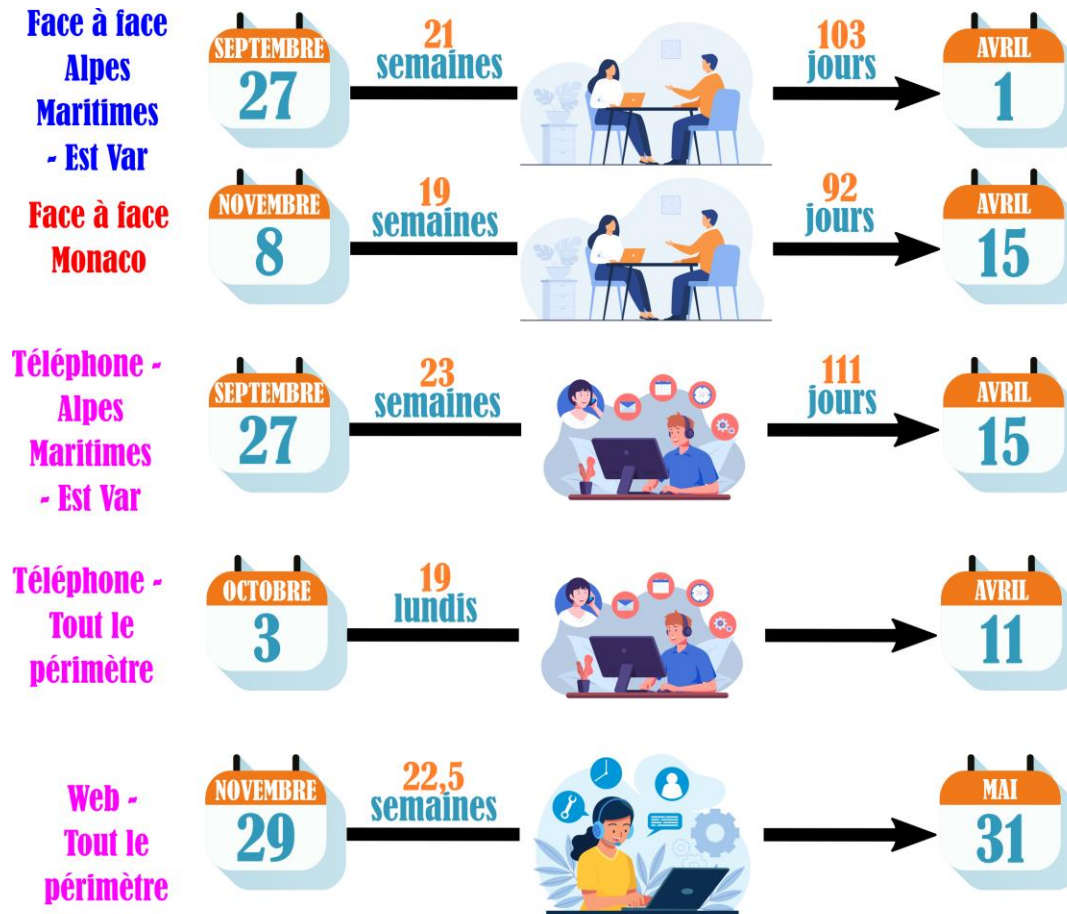 Face à face
Alpes
Maritimes
- Est Var
SEPTEMBRE
27
21
semaines
103
jours
AVRIL
1
Face à face
Monaco
NOVEMBRE
8
19
semaines
92
jours
AVRIL
15
Téléphone -
Alpes
Maritimes
- Est Var
SEPTEMBRE
27
23
semaines
111
jours
AVRIL
15
Téléphone -
Tout le
périmètre
OCTOBRE
3
19
lundis
AVRIL
11
Web -
Tout le
périmètre
NOVEMBRE
29
22,5
semaines
MAI
31